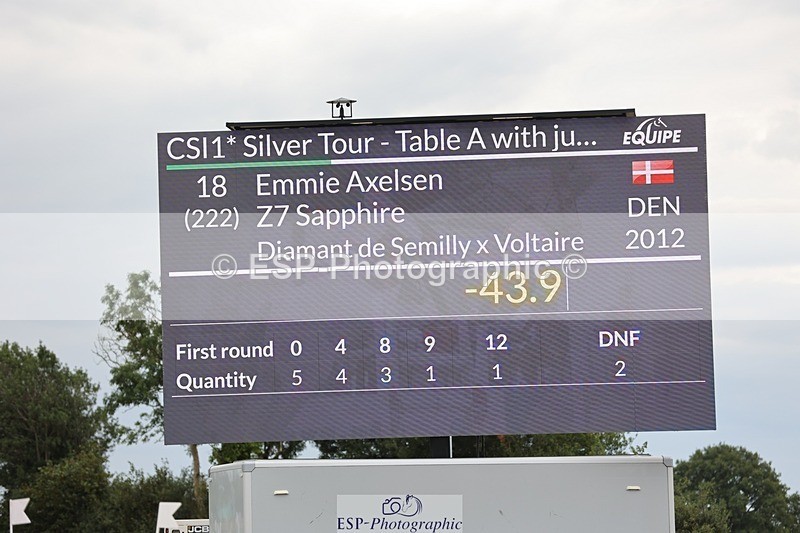 CSI1* Silver Tour - Table A with ju... EQUIPE
18 Emmie Axelsen
(222) Z7 Sapphire DEN
Diamant de Semilly x Voltaire 2012
© ESP-Photographic ©
-43.9
First round 0 4 8 9 12 DNF
Quantity 5 4 3 1 1 2
JCB
ESP-Photographic